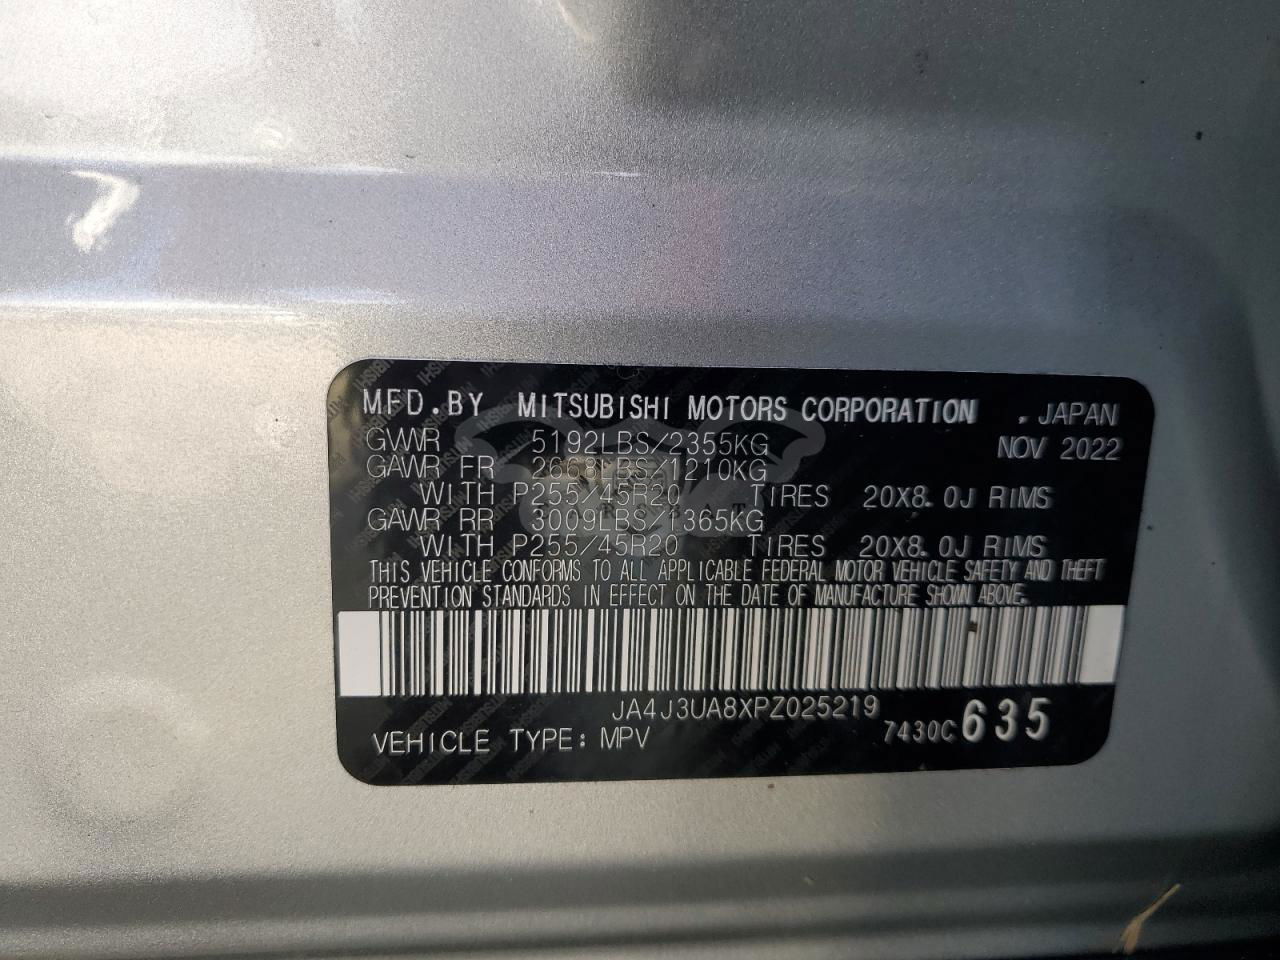 MFD.BY MITSUBISHI MOTORS CORPORATION , JAPAN
GVWR 5192LBS/2355KG NOV 2022
GAWR FR 2668LBS/1210KG
WITH P255/45R20 TIRES 20X8.0J RIMS
GAWR RR 3009LBS/1365KG
WITH P255/45R20 TIRES 20X8.0J RIMS
THIS VEHICLE CONFORMS TO ALL APPLICABLE FEDERAL MOTOR VEHICLE SAFETY AND THEFT
PREVENTION STANDARDS IN EFFECT ON THE DATE OF MANUFACTURE SHOWN ABOVE.
JA4J3UA8XPZ025219
VEHICLE TYPE: MPV 7430C635